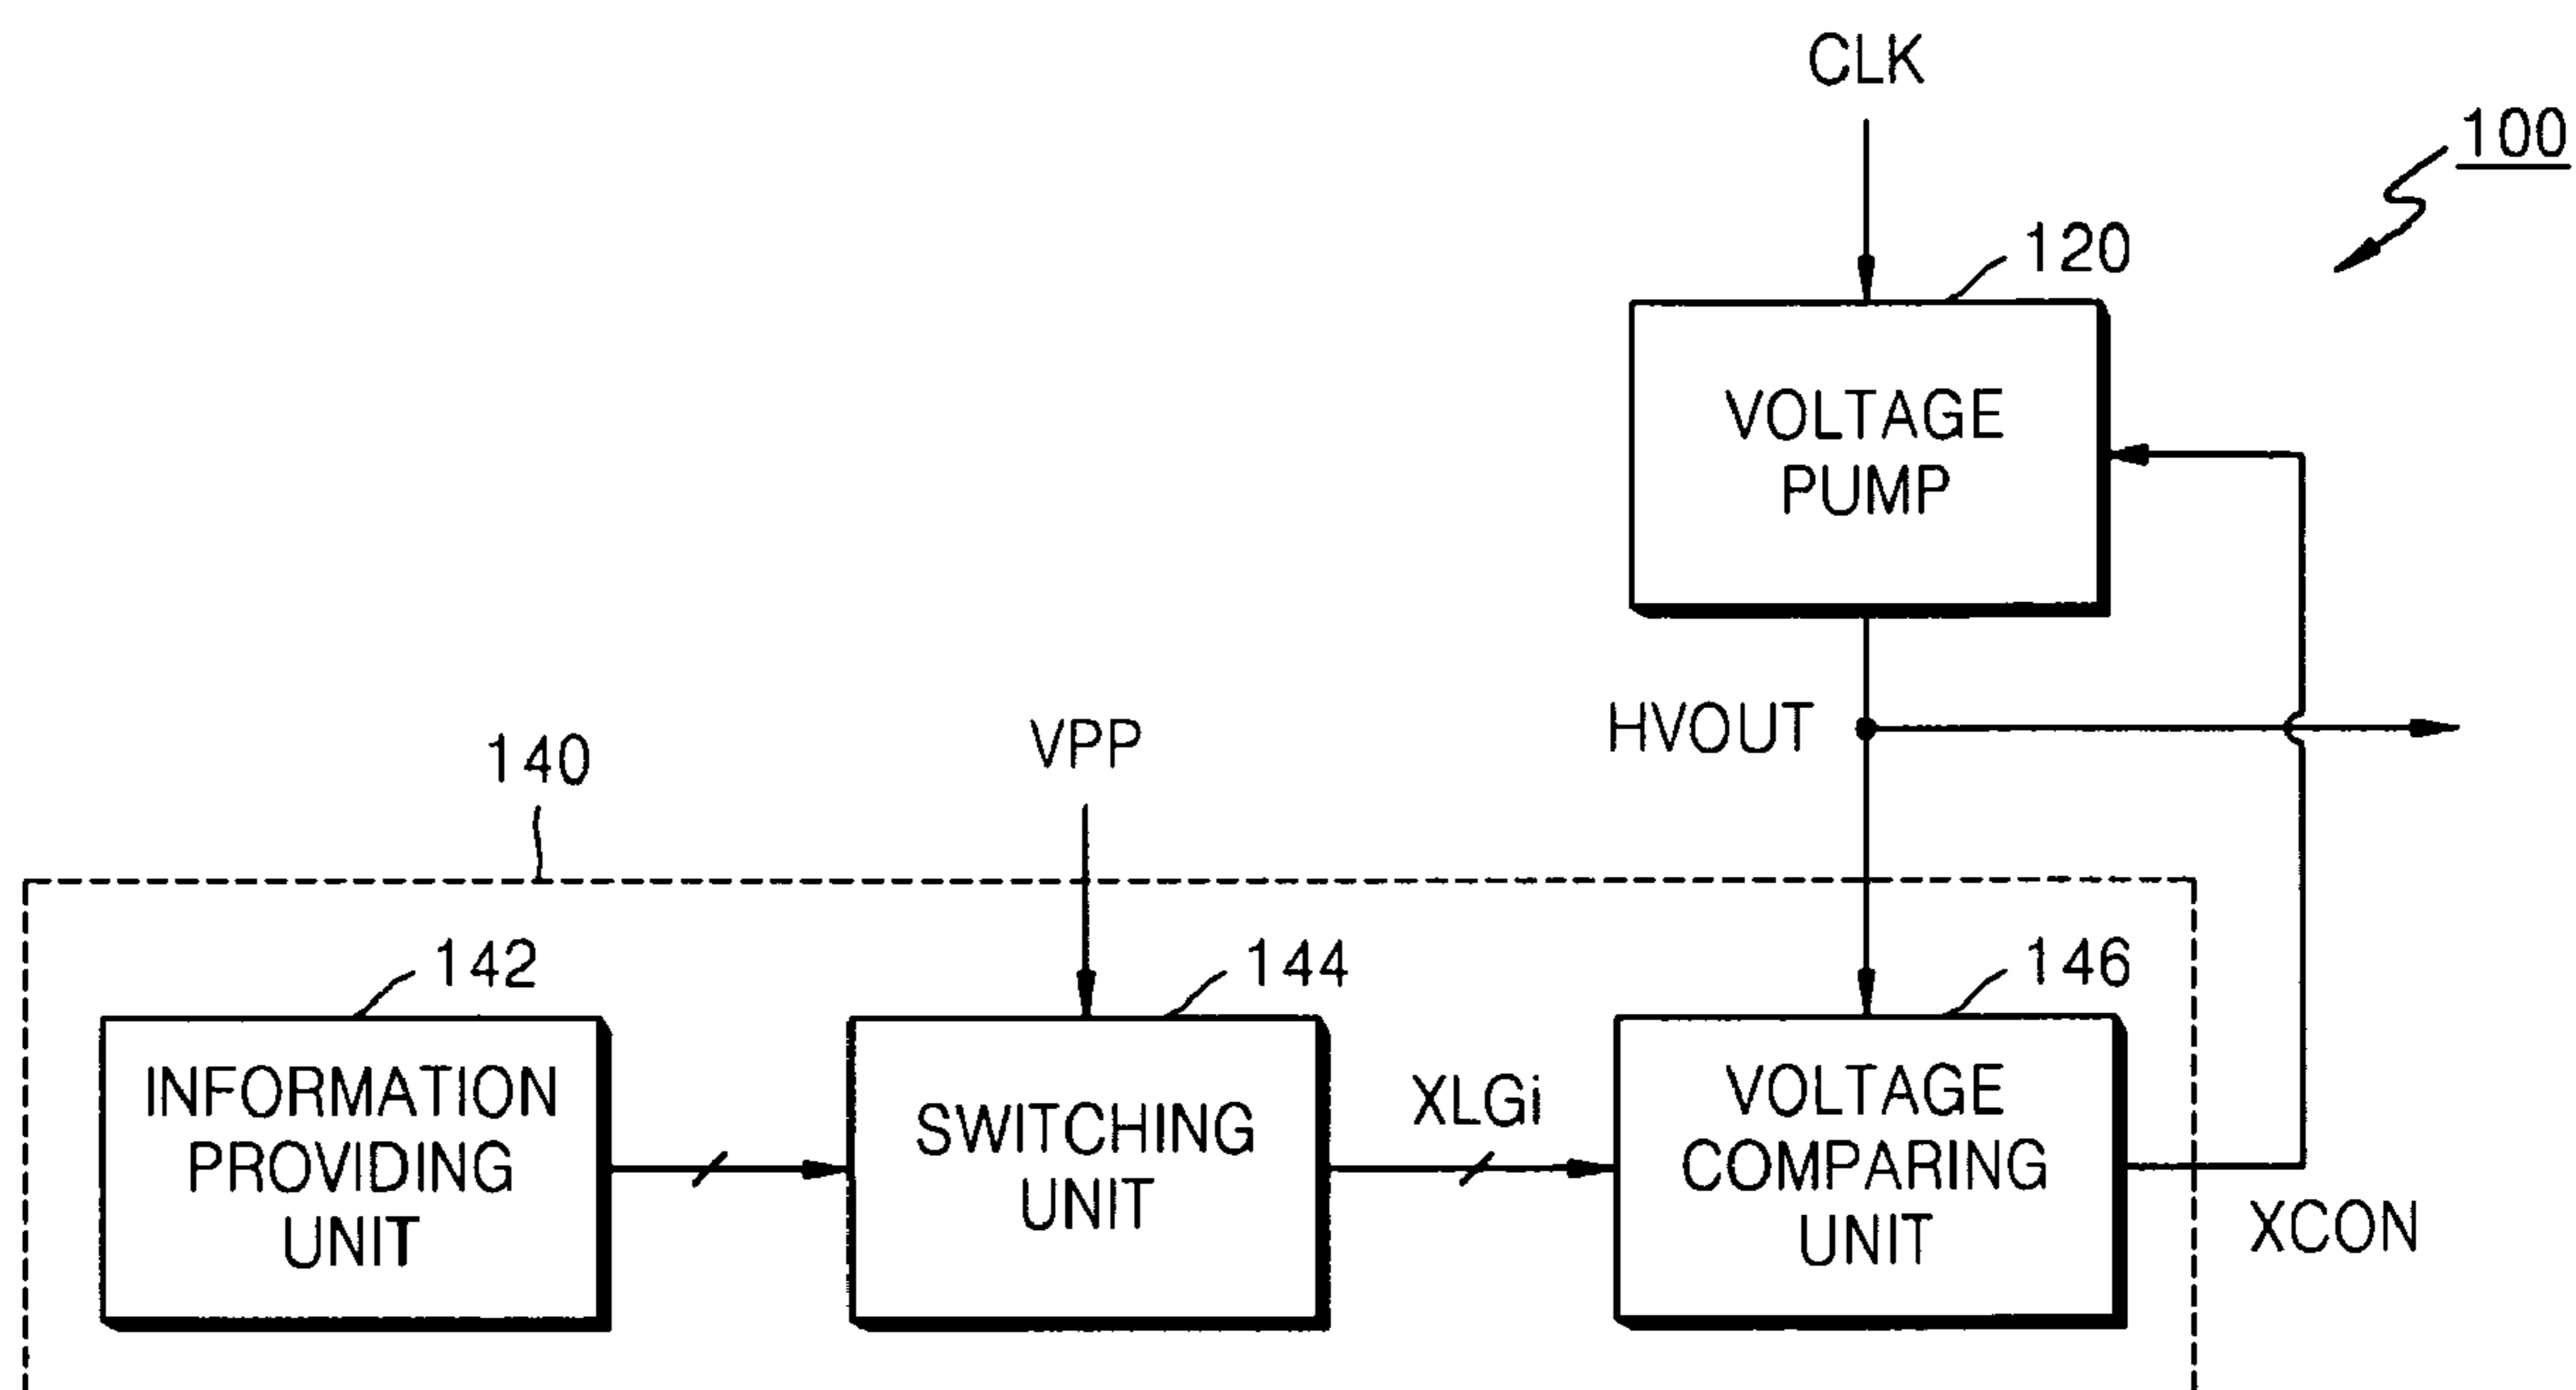 CLK
100
120
VOLTAGE
PUMP
HVOUT
VPP
140
142
144
146
INFORMATION
PROVIDING
UNIT
SWITCHING
UNIT
XLGi
VOLTAGE
COMPARING
UNIT
XCON